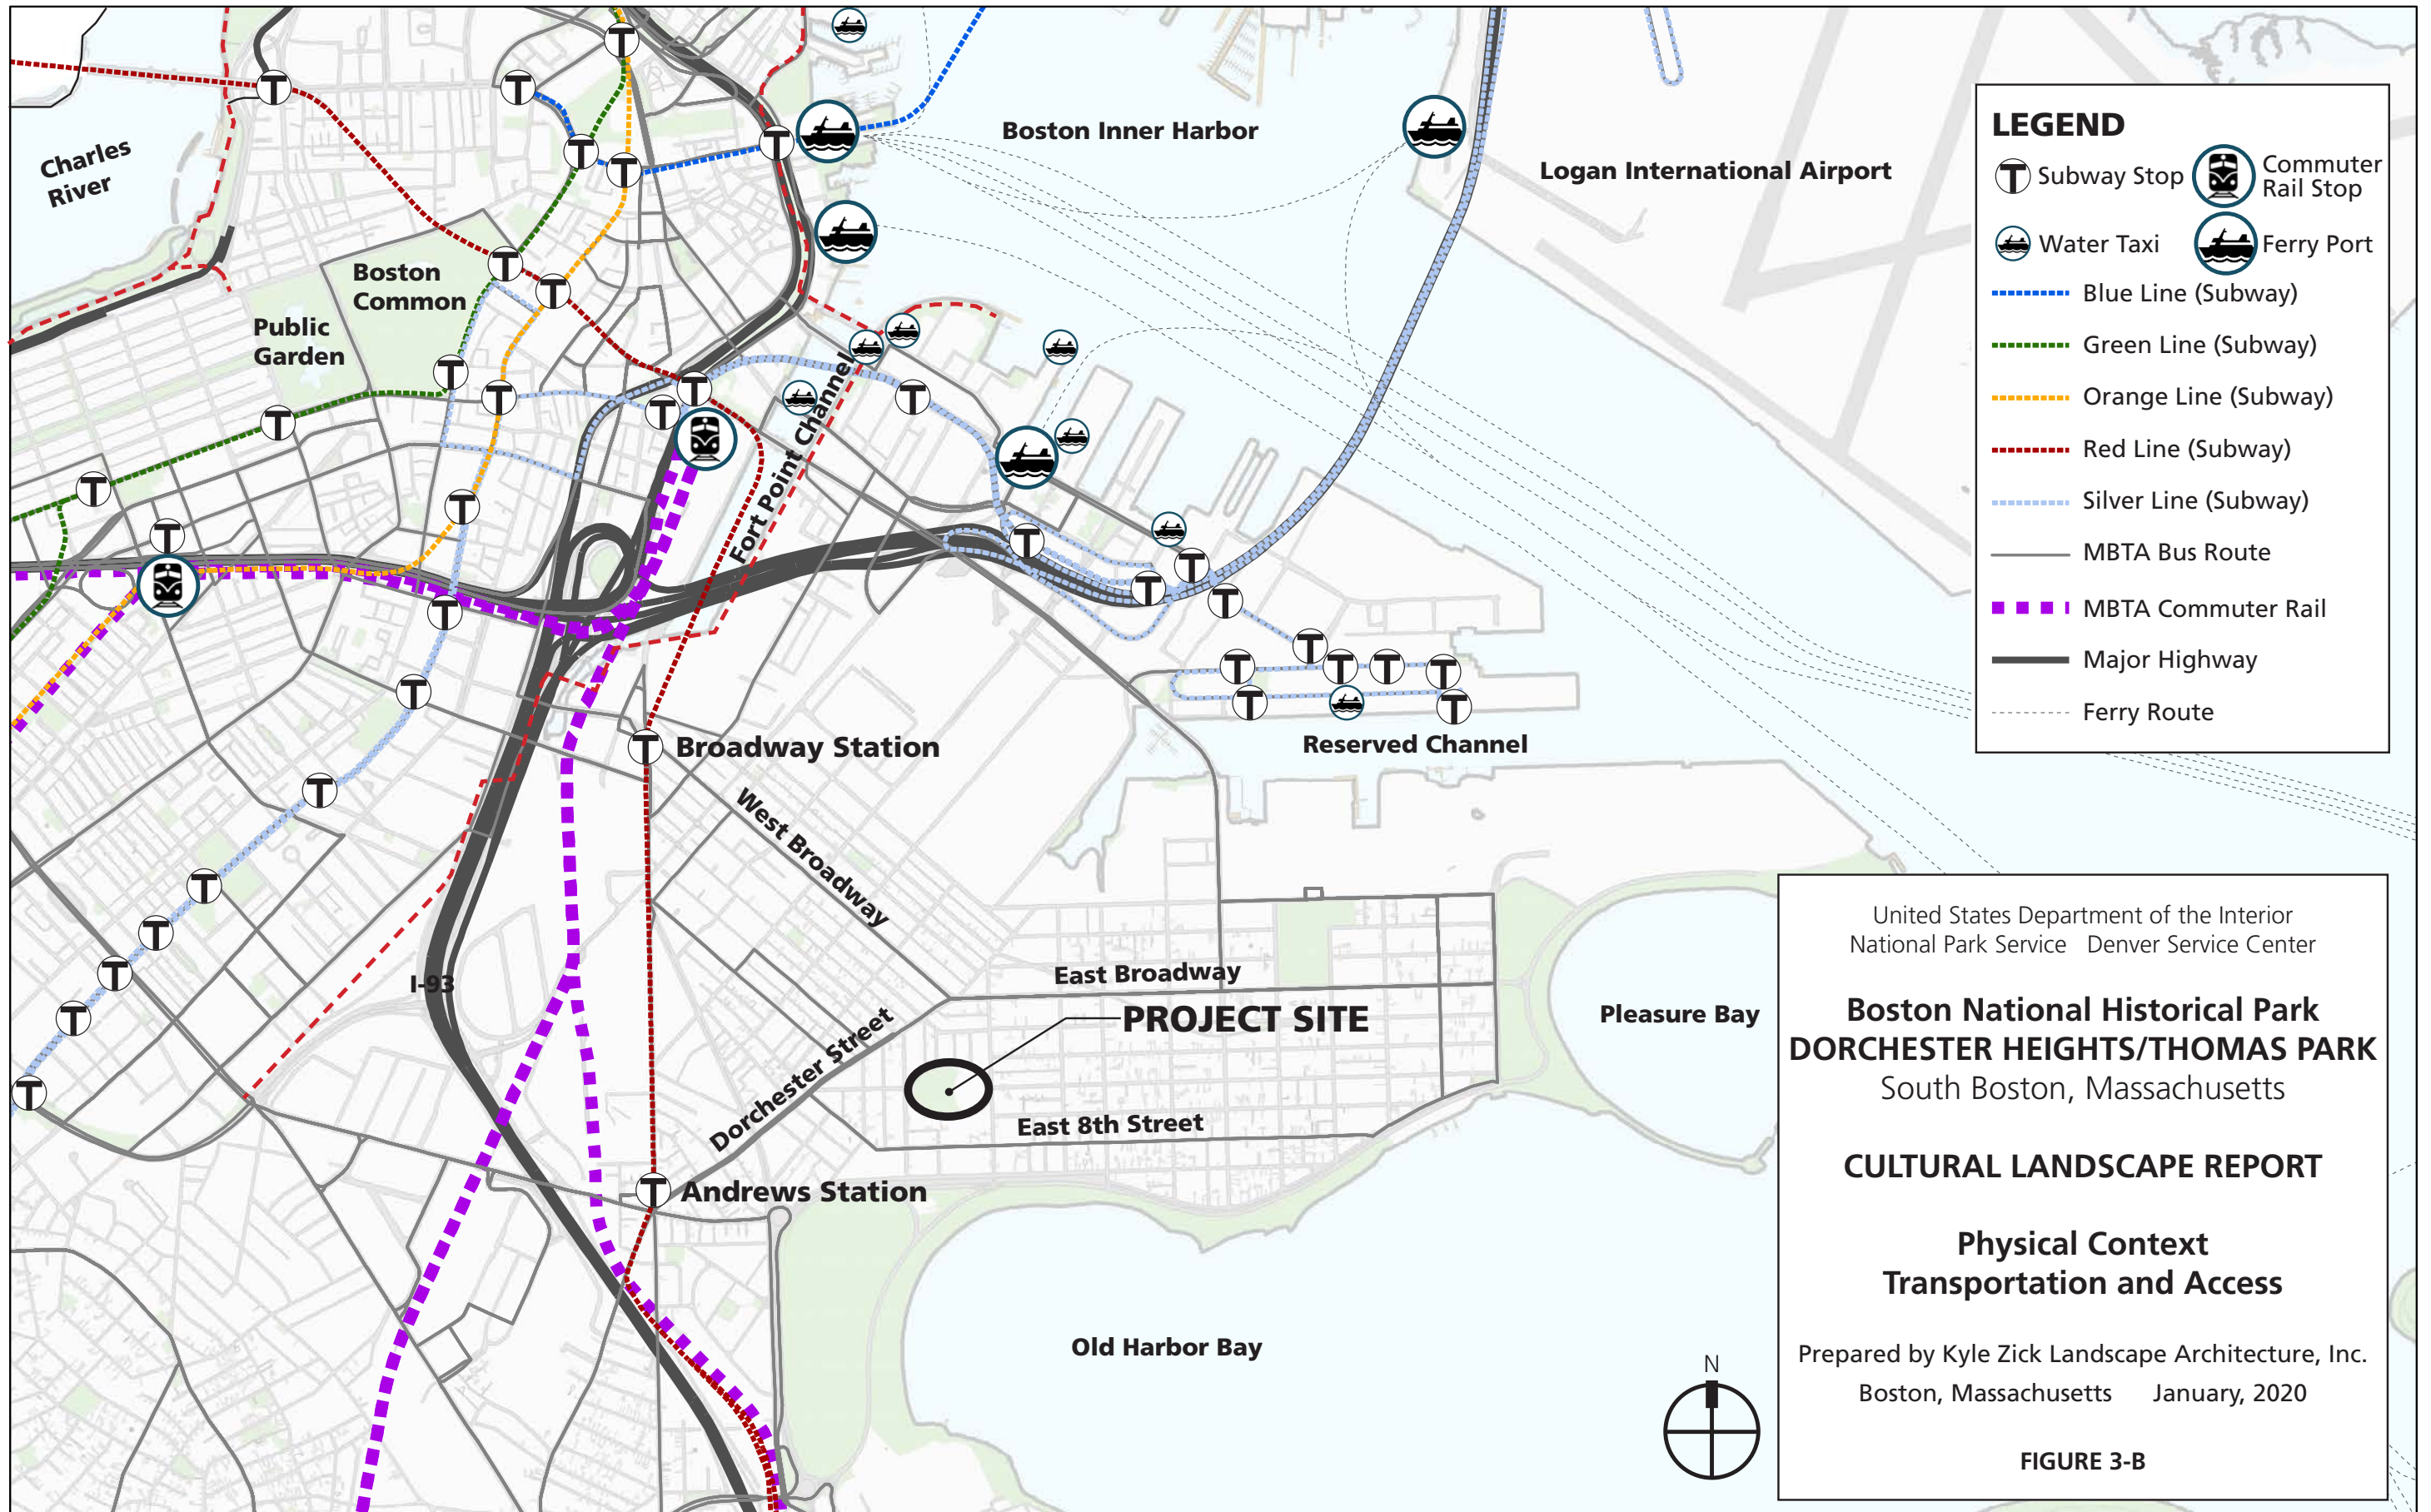 Charles
River
Boston
Common
Public
Garden
Boston Inner Harbor
Logan International Airport
Fort Point Channel
Reserved Channel
Broadway Station
West Broadway
I-93
East Broadway
PROJECT SITE
Dorchester Street
East 8th Street
Andrews Station
Pleasure Bay
Old Harbor Bay
N
LEGEND
T Subway Stop
Commuter
Rail Stop
Water Taxi
Ferry Port
Blue Line (Subway)
Green Line (Subway)
Orange Line (Subway)
Red Line (Subway)
Silver Line (Subway)
MBTA Bus Route
MBTA Commuter Rail
Major Highway
Ferry Route
United States Department of the Interior
National Park Service Denver Service Center
Boston National Historical Park
DORCHESTER HEIGHTS/THOMAS PARK
South Boston, Massachusetts
CULTURAL LANDSCAPE REPORT
Physical Context
Transportation and Access
Prepared by Kyle Zick Landscape Architecture, Inc.
Boston, Massachusetts January, 2020
FIGURE 3-B